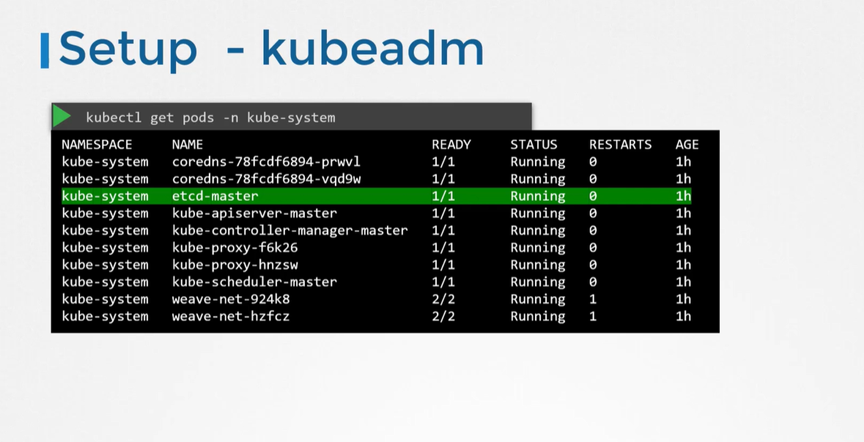 Setup - kubeadm
kubectl get pods -n kube-system
NAMESPACE NAME READY STATUS RESTARTS AGE
kube-system coredns-78fcdf6894-prwvl 1/1 Running 0 1h
kube-system coredns-78fcdf6894-vqd9w 1/1 Running 0 1h
kube-system etcd-master 1/1 Running 0 1h
kube-system kube-apiserver-master 1/1 Running 0 1h
kube-system kube-controller-manager-master 1/1 Running 0 1h
kube-system kube-proxy-f6k26 1/1 Running 0 1h
kube-system kube-proxy-hnzsw 1/1 Running 0 1h
kube-system kube-scheduler-master 1/1 Running 0 1h
kube-system weave-net-924k8 2/2 Running 1 1h
kube-system weave-net-hzfcz 2/2 Running 1 1h